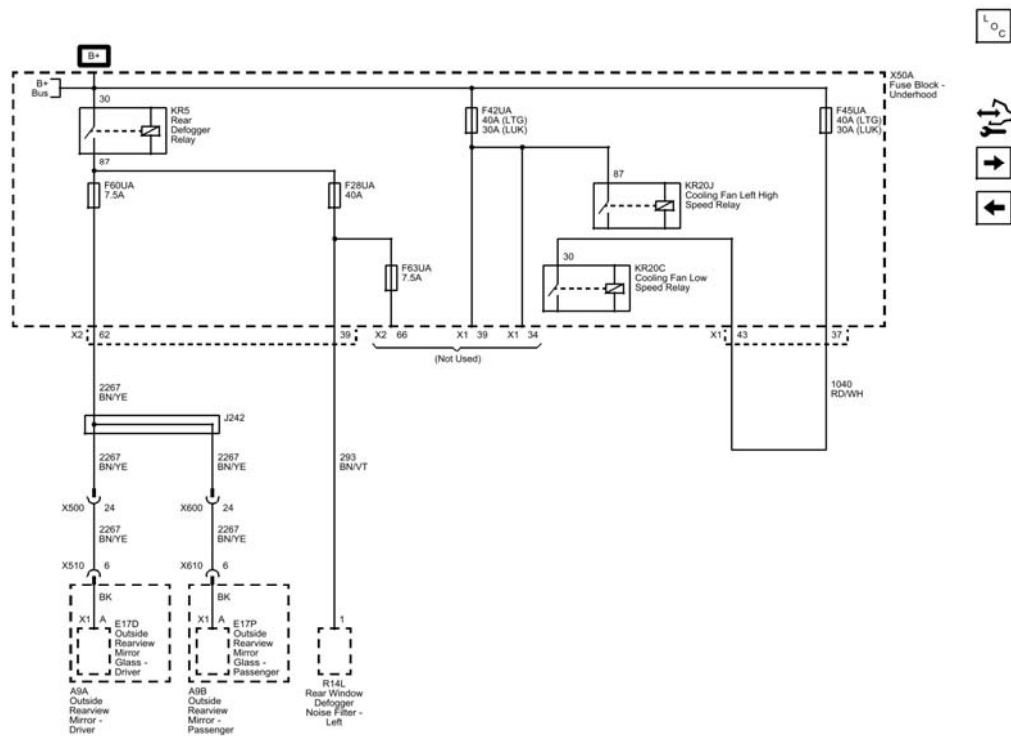 L
O
C
B+
X50A
Fuse Block -
Underhood
B+
Bus
30
KR5
Rear
Defogger
Relay
87
F42UA
40A (LTG)
30A (LUK)
F45UA
40A (LTG)
30A (LUK)
F60UA
7.5A
F28UA
40A
87
KR20J
Cooling Fan Left High
Speed Relay
F63UA
7.5A
30
KR20C
Cooling Fan Low
Speed Relay
X2 62
39
X2 66
X1 39
X1 34
X1 43
37
(Not Used)
2267
BN/YE
1040
RD/WH
J242
2267
BN/YE
2267
BN/YE
293
BN/VT
X500 24
X600 24
2267
BN/YE
2267
BN/YE
X510 6
X610 6
BK
BK
X1 A
E17D
Outside
Rearview
Mirror
Glass -
Driver
X1 A
E17P
Outside
Rearview
Mirror
Glass -
Passenger
1
A9A
Outside
Rearview
Mirror -
Driver
A9B
Outside
Rearview
Mirror -
Passenger
R14L
Rear Window
Defogger
Noise Filter -
Left